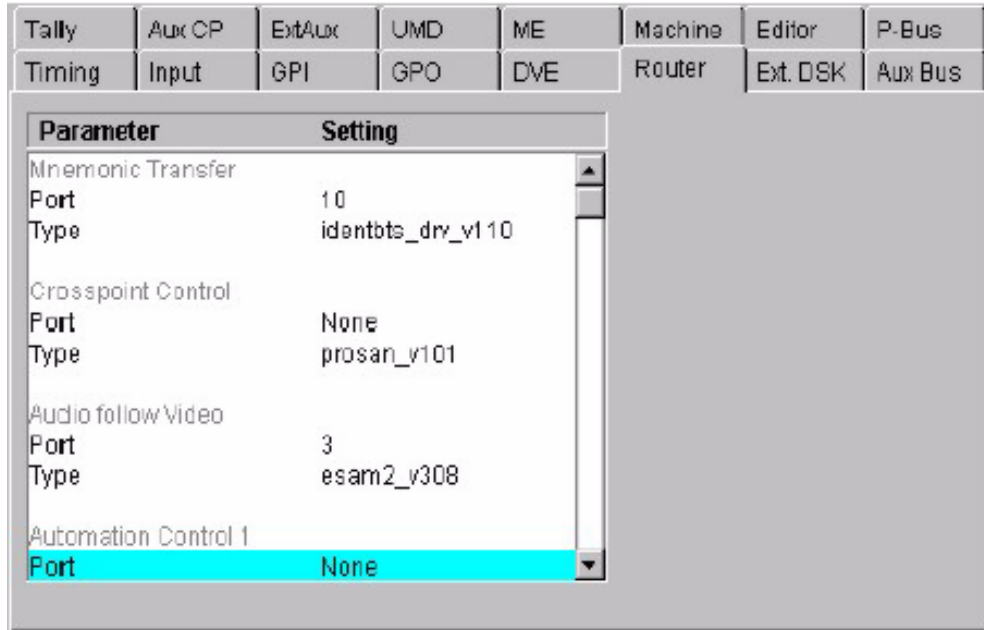 Tally Aux CP ExtAux UMD ME Machine Editor P-Bus
Timing Input GPI GPO DVE Router Ext. DSK Aux Bus
Parameter Setting
Mnemonic Transfer
Port 10
Type identbts_drv_v110
Crosspoint Control
Port None
Type prosan_v101
Audio follow Video
Port 3
Type esam2_v308
Automation Control 1
Port None